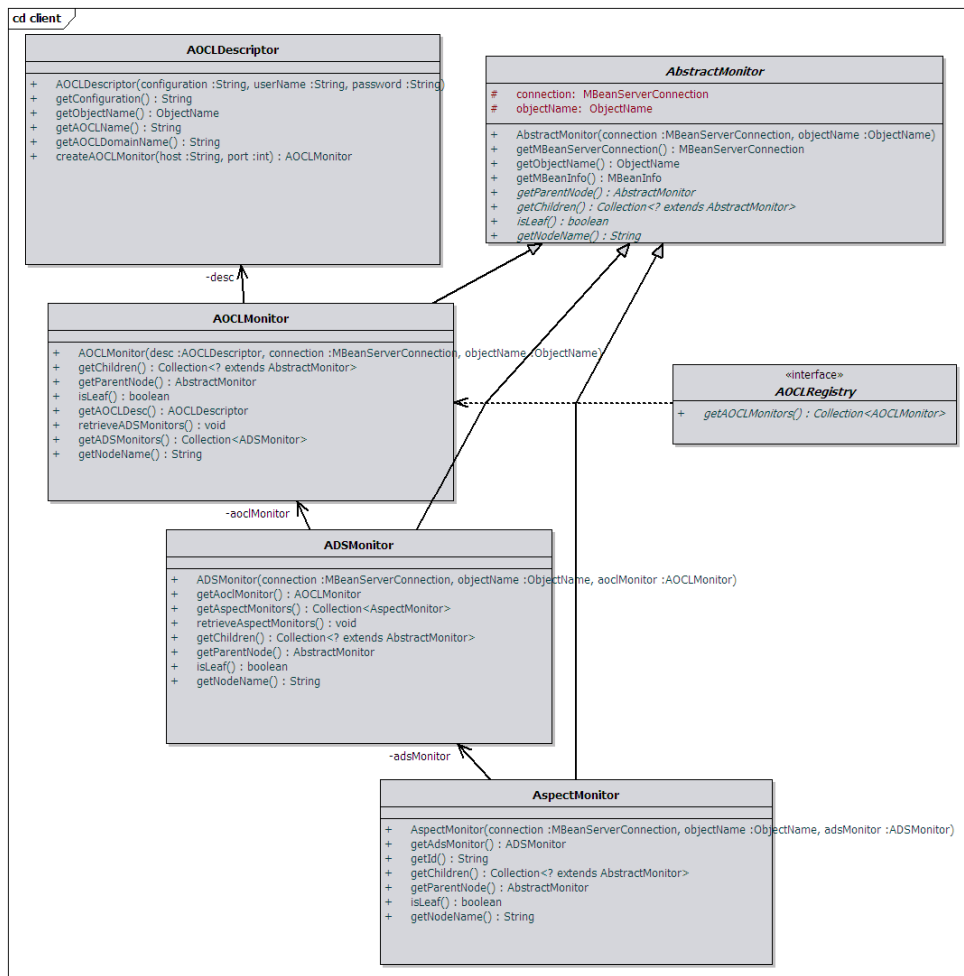 cd client
AOCLDescriptor
+ AOCLDescriptor(configuration :String, userName :String, password :String)
+ getConfiguration() : String
+ getObjectName() : ObjectName
+ getAOCLName() : String
+ getAOCLDomainName() : String
+ createAOCLMonitor(host :String, port :int) : AOCLMonitor
AbstractMonitor
# connection: MBeanServerConnection
# objectName: ObjectName
+ AbstractMonitor(connection :MBeanServerConnection, objectName :ObjectName)
+ getMBeanServerConnection() : MBeanServerConnection
+ getObjectName() : ObjectName
+ getMBeanInfo() : MBeanInfo
+ getParentNode() : AbstractMonitor
+ getChildren() : Collection<? extends AbstractMonitor>
+ isLeaf() : boolean
+ getNodeName() : String
-desc
AOCLMonitor
+ AOCLMonitor(desc :AOCLDescriptor, connection :MBeanServerConnection, objectName :ObjectName)
+ getChildren() : Collection<? extends AbstractMonitor>
+ getParentNode() : AbstractMonitor
+ isLeaf() : boolean
+ getAOCLDesc() : AOCLDescriptor
+ retrieveADSMonitors() : void
+ getADSMonitors() : Collection<ADSMonitor>
+ getNodeName() : String
«interface»
AOCLRegistry
+ getAOCLMonitors() : Collection<AOCLMonitor>
-aoclMonitor
ADSMonitor
+ ADSMonitor(connection :MBeanServerConnection, objectName :ObjectName, aoclMonitor :AOCLMonitor)
+ getAoclMonitor() : AOCLMonitor
+ getAspectMonitors() : Collection<AspectMonitor>
+ retrieveAspectMonitors() : void
+ getChildren() : Collection<? extends AbstractMonitor>
+ getParentNode() : AbstractMonitor
+ isLeaf() : boolean
+ getNodeName() : String
-adsMonitor
AspectMonitor
+ AspectMonitor(connection :MBeanServerConnection, objectName :ObjectName, adsMonitor :ADSMonitor)
+ getAdsMonitor() : ADSMonitor
+ getId() : String
+ getChildren() : Collection<? extends AbstractMonitor>
+ getParentNode() : AbstractMonitor
+ isLeaf() : boolean
+ getNodeName() : String